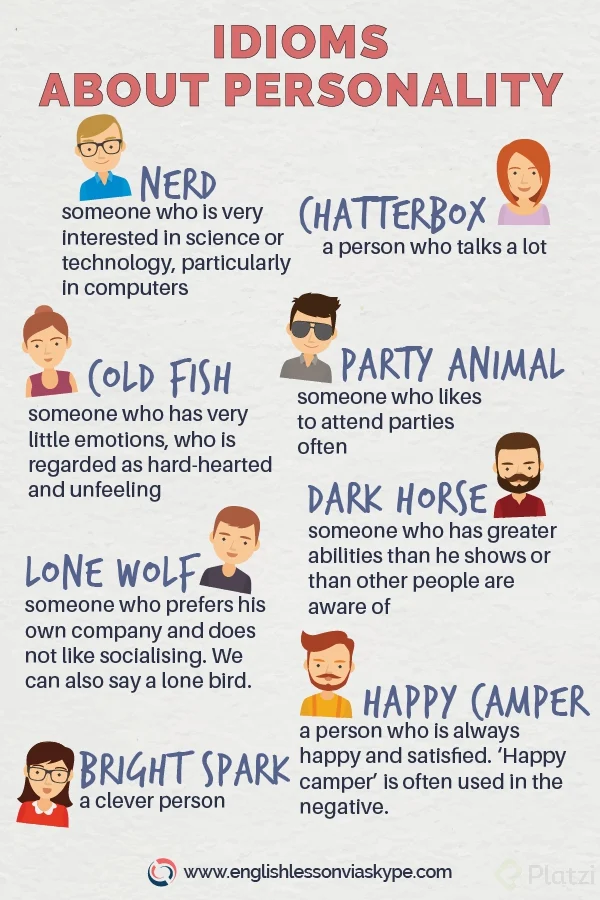 IDIOMS
ABOUT PERSONALITY
NERD
someone who is very
interested in science or
technology, particularly
in computers
CHATTERBOX
a person who talks a lot
COLD FISH
someone who has very
little emotions, who is
regarded as hard-hearted
and unfeeling
PARTY ANIMAL
someone who likes
to attend parties
often
DARK HORSE
someone who has greater
abilities than he shows or
than other people are
aware of
LONE WOLF
someone who prefers his
own company and does
not like socialising. We
can also say a lone bird.
HAPPY CAMPER
a person who is always
happy and satisfied. ‘Happy
camper’ is often used in the
negative.
BRIGHT SPARK
a clever person
www.englishlessonviaskype.com
Platzi